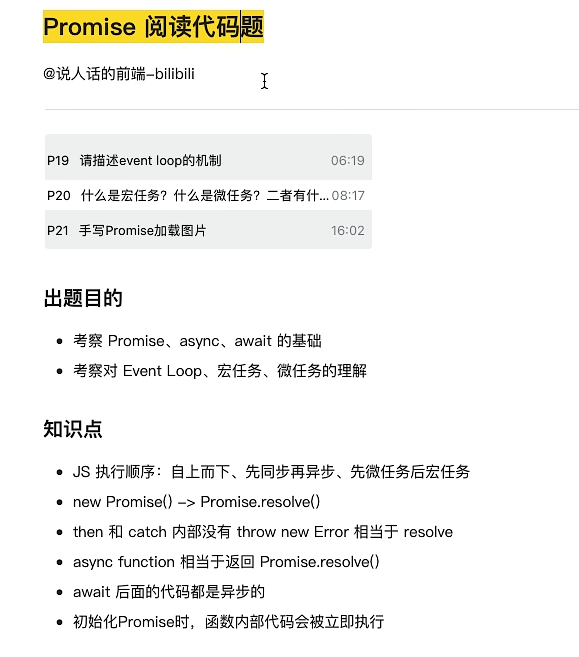 Promise 阅读代码题
@说人话的前端-bilibili
P19 请描述event loop的机制 06:19
P20 什么是宏任务？什么是微任务？二者有什... 08:17
P21 手写Promise加载图片 16:02
出题目的
• 考察 Promise、async、await 的基础
• 考察对 Event Loop、宏任务、微任务的理解
知识点
• JS 执行顺序：自上而下、先同步再异步、先微任务后宏任务
• new Promise() -> Promise.resolve()
• then 和 catch 内部没有 throw new Error 相当于 resolve
• async function 相当于返回 Promise.resolve()
• await 后面的代码都是异步的
• 初始化Promise时，函数内部代码会被立即执行